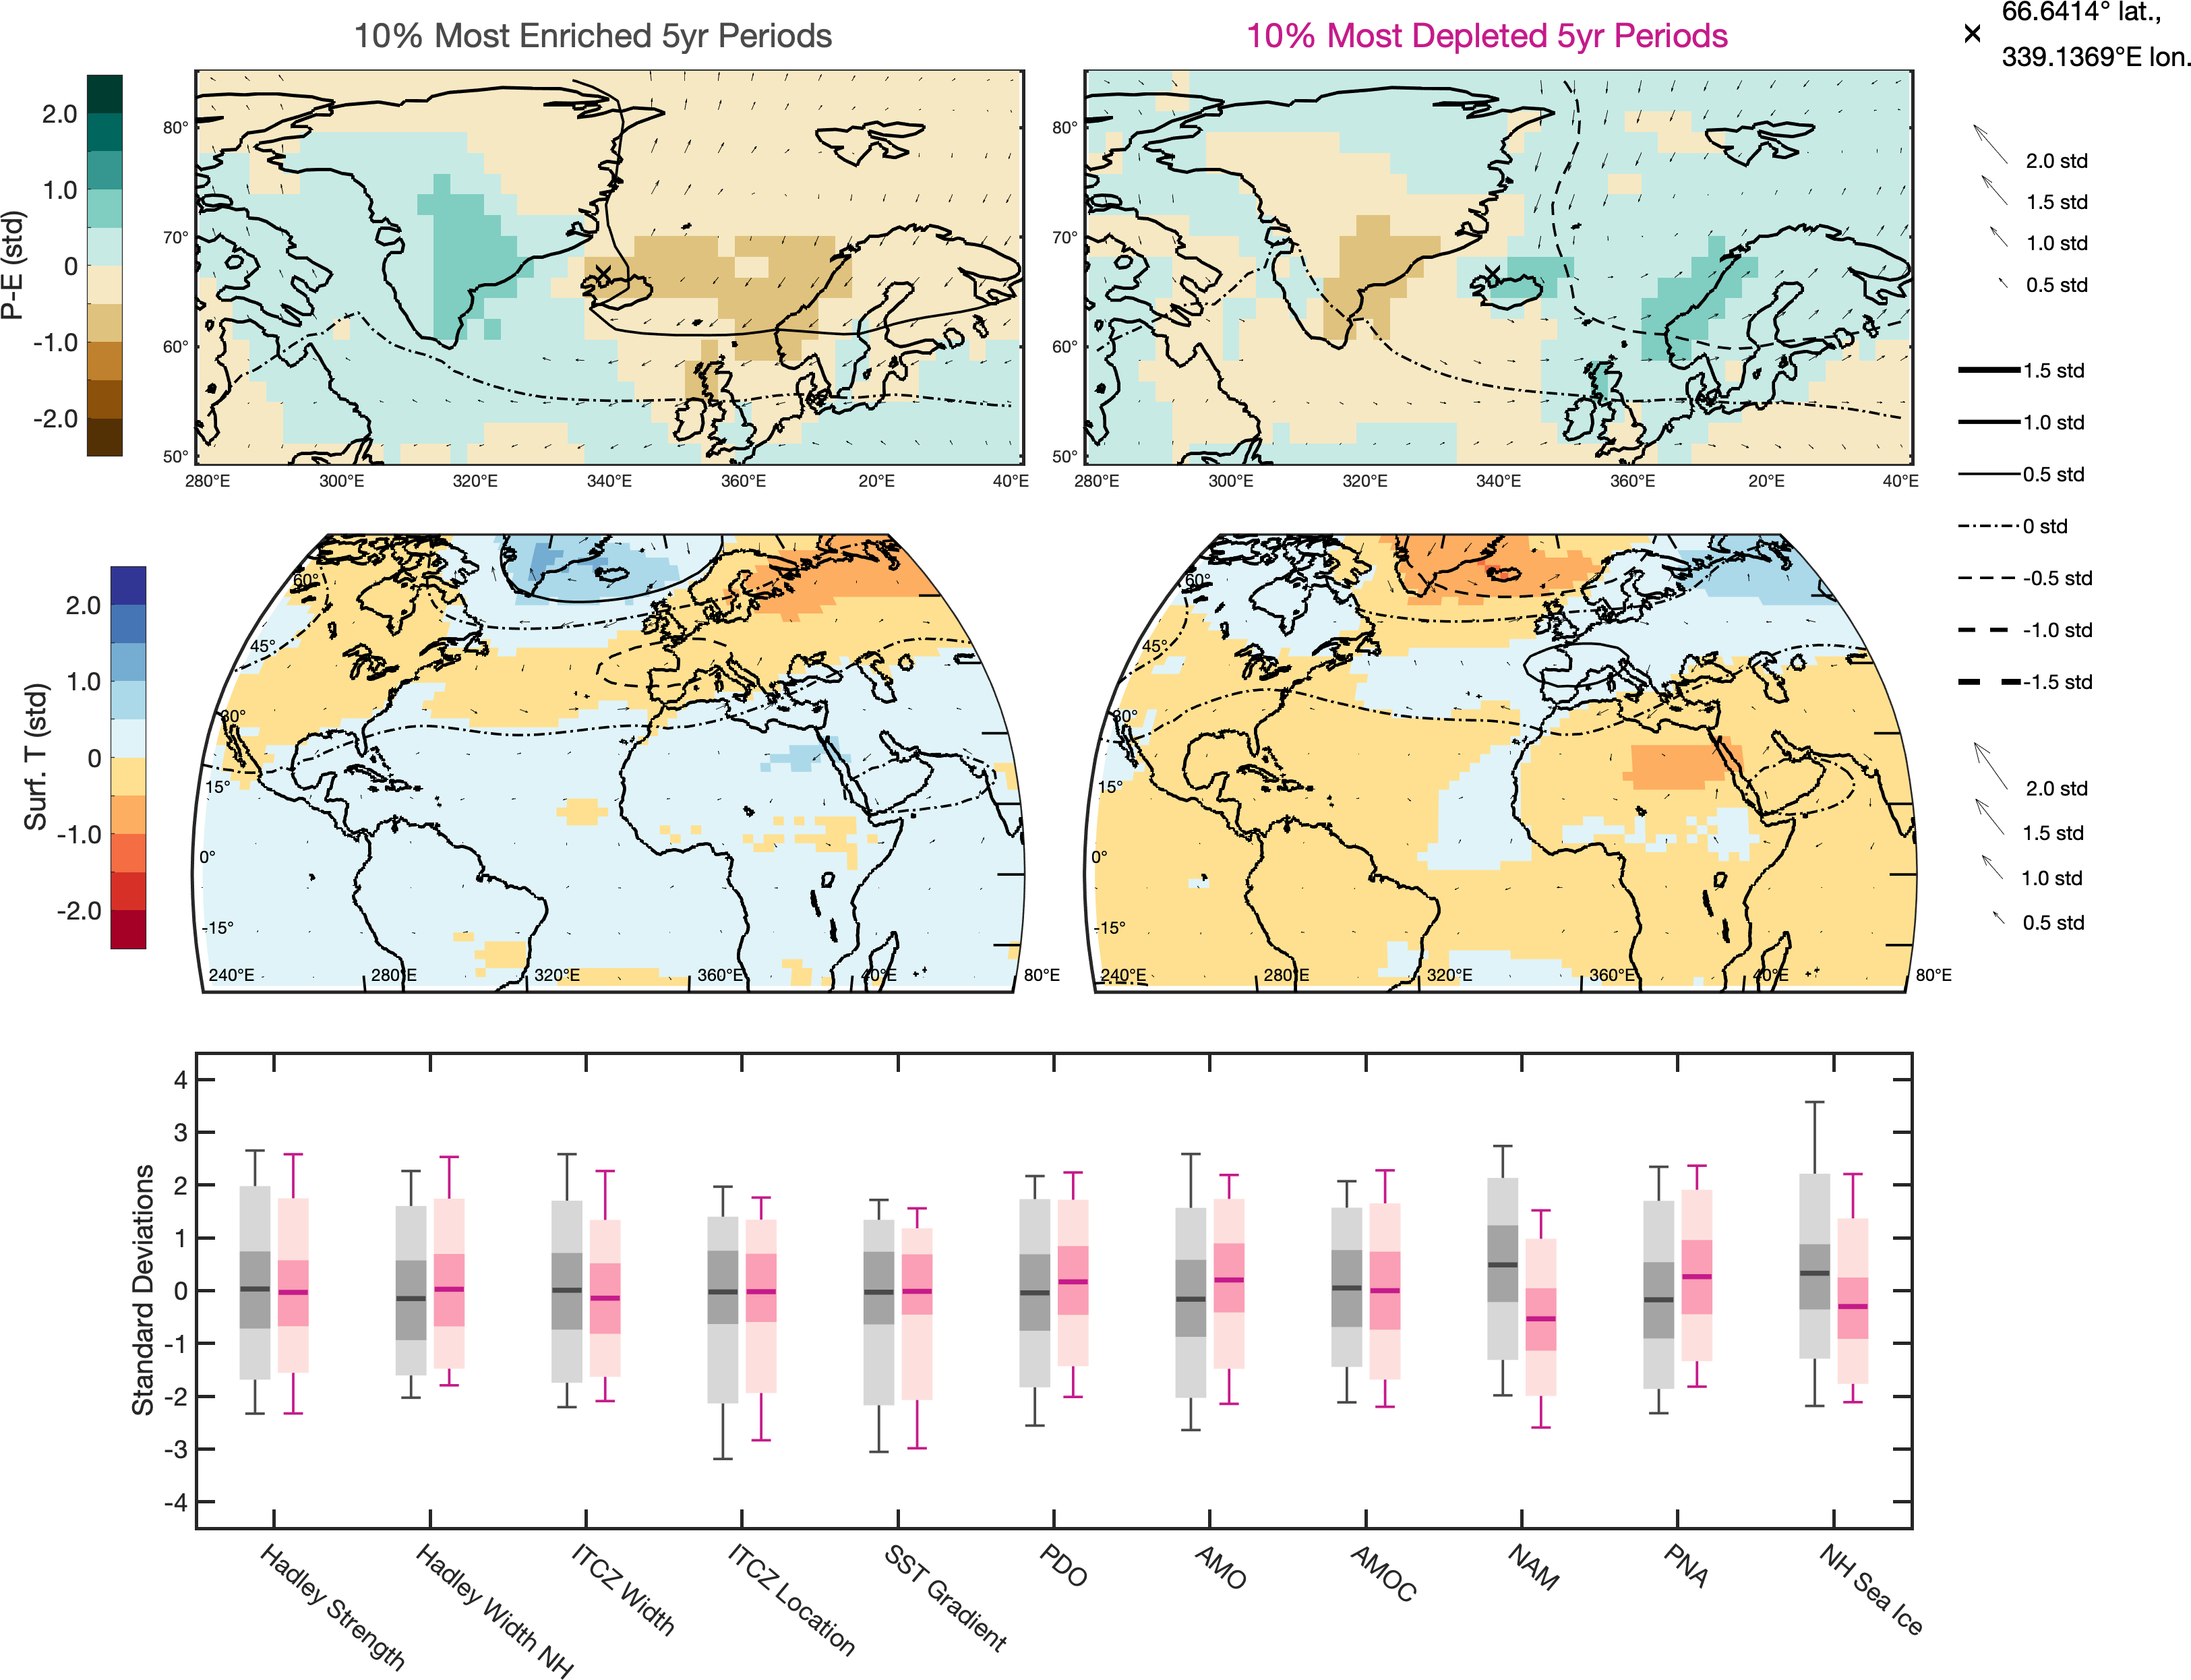 10% Most Enriched 5yr Periods
10% Most Depleted 5yr Periods
66.6414° lat.,
339.1369°E lon.
P-E (std)
2.0
1.0
0
-1.0
-2.0
80°
70°
60°
50°
280°E
300°E
320°E
340°E
360°E
20°E
40°E
80°
70°
60°
50°
280°E
300°E
320°E
340°E
360°E
20°E
40°E
2.0 std
1.5 std
1.0 std
0.5 std
1.5 std
1.0 std
0.5 std
0 std
-0.5 std
-1.0 std
-1.5 std
Surf. T (std)
2.0
1.0
0
-1.0
-2.0
60°
45°
30°
15°
0°
-15°
240°E
280°E
320°E
360°E
40°E
80°E
60°
45°
30°
15°
0°
-15°
240°E
280°E
320°E
360°E
40°E
80°E
2.0 std
1.5 std
1.0 std
0.5 std
Standard Deviations
4
3
2
1
0
-1
-2
-3
-4
Hadley Strength
Hadley Width NH
ITCZ Width
ITCZ Location
SST Gradient
PDO
AMO
AMOC
NAM
PNA
NH Sea Ice